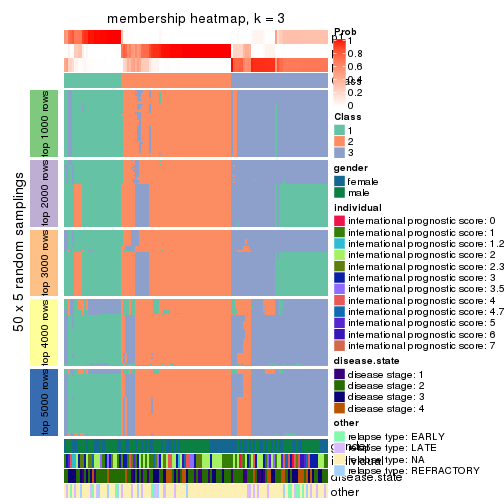 membership heatmap, k = 3
50 x 5 random samplings
top 1000 rows
top 2000 rows
top 3000 rows
top 4000 rows
top 5000 rows
Prob
1
0.8
0.6
0.4
0.2
0
Class
1
2
3
gender
female
male
individual
international prognostic score: 0
international prognostic score: 1
international prognostic score: 1.2
international prognostic score: 2
international prognostic score: 2.3
international prognostic score: 3
international prognostic score: 3.5
international prognostic score: 4
international prognostic score: 4.7
international prognostic score: 5
international prognostic score: 6
international prognostic score: 7
disease.state
disease stage: 1
disease stage: 2
disease stage: 3
disease stage: 4
other
relapse type: EARLY
relapse type: LATE
relapse type: NA
relapse type: REFRACTORY
disease.state
other